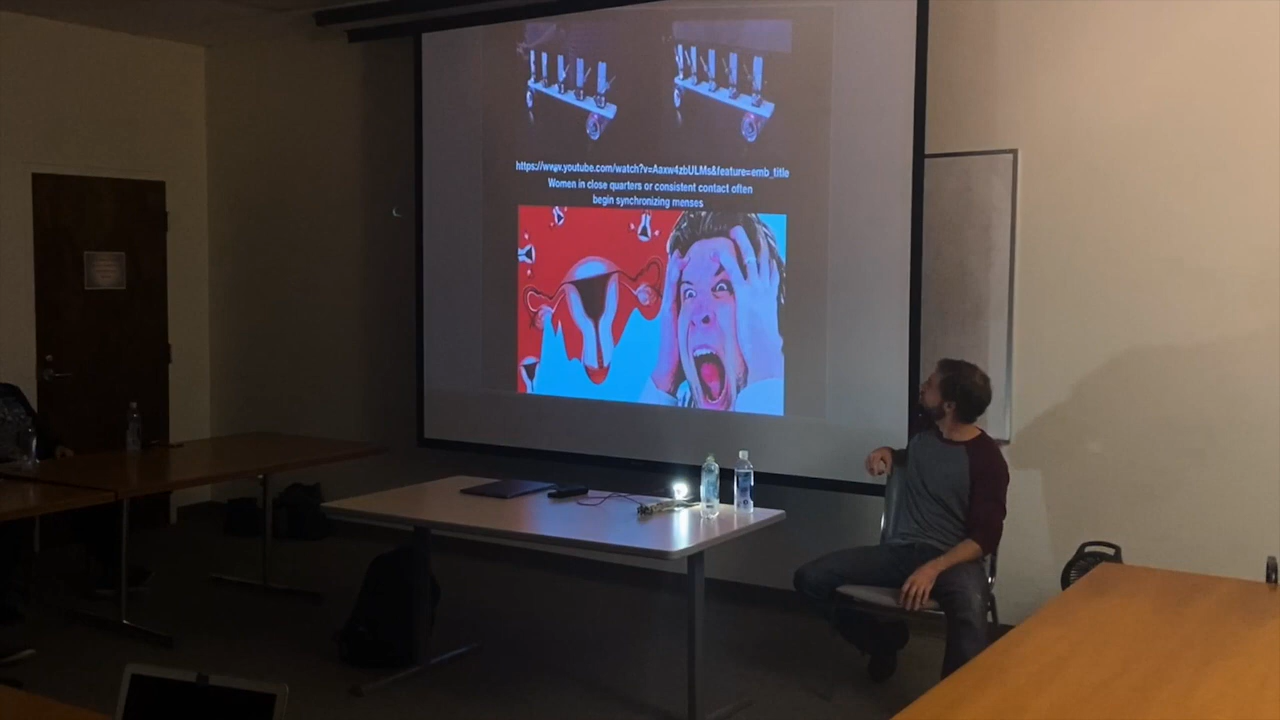 https://www.youtube.com/watch?v=Aaxw4zbULMs&feature=emb_title
Women in close quarters or consistent contact often
begin synchronizing menses